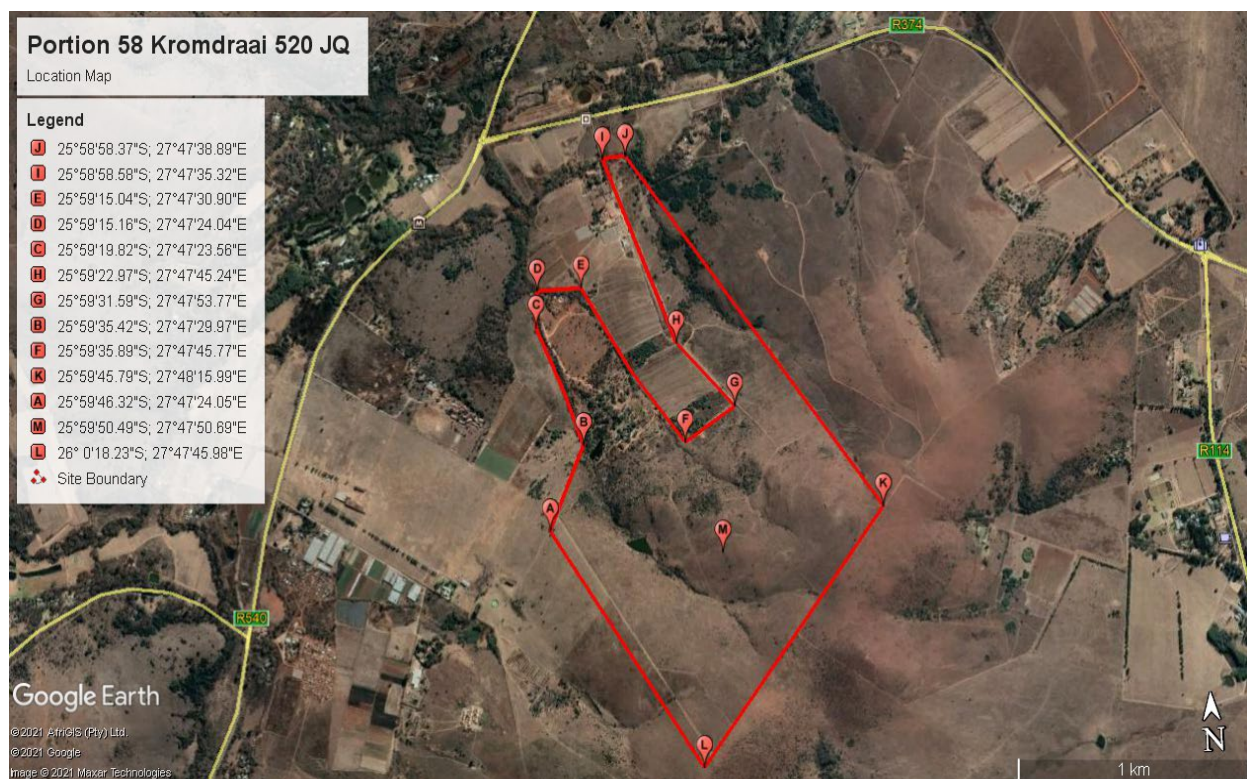 Portion 58 Kromdraai 520 JQ
Location Map
Legend
J 25°58'58.37"S; 27°47'38.89"E
I 25°58'58.58"S; 27°47'35.32"E
E 25°59'15.04"S; 27°47'30.90"E
D 25°59'15.16"S; 27°47'24.04"E
C 25°59'19.82"S; 27°47'23.56"E
H 25°59'22.97"S; 27°47'45.24"E
G 25°59'31.59"S; 27°47'53.77"E
B 25°59'35.42"S; 27°47'29.97"E
F 25°59'35.89"S; 27°47'45.77"E
K 25°59'45.79"S; 27°48'15.99"E
A 25°59'46.32"S; 27°47'24.05"E
M 25°59'50.49"S; 27°47'50.69"E
L 26° 0'18.23"S; 27°47'45.98"E
Site Boundary
R374
I
J
D
E
C
H
G
B
F
K
A
M
L
R114
R540
Google Earth
©2021 AfriGIS (Pty) Ltd.
©2021 Google
Image © 2021 Maxar Technologies
N
1 km